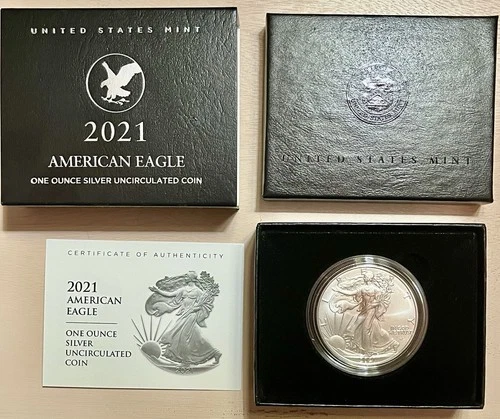 UNITED STATES MINT
2021
AMERICAN EAGLE
ONE OUNCE SILVER UNCIRCULATED COIN
UNITED STATES MINT
CERTIFICATE OF AUTHENTICITY
2021
AMERICAN
EAGLE
ONE OUNCE
SILVER
UNCIRCULATED
COIN